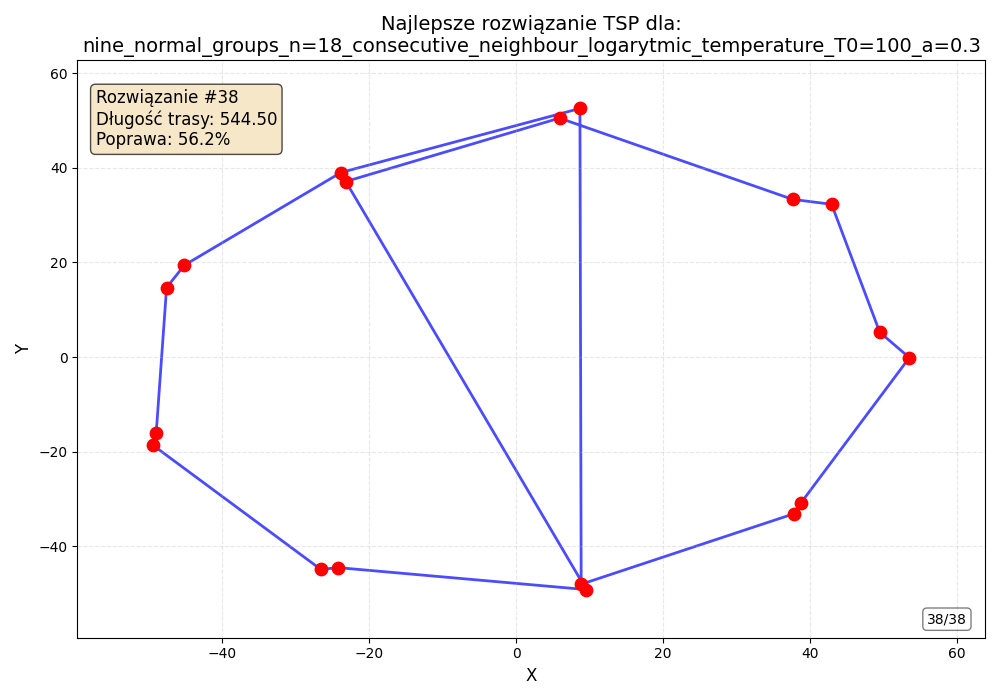 Najlepsze rozwiązanie TSP dla:
nine_normal_groups_n=18_consecutive_neighbour_logarytmic_temperature_T0=100_a=0.3
Rozwiązanie #38
Długość trasy: 544.50
Poprawa: 56.2%
60
40
20
0
−20
−40
Y
38/38
−40
−20
0
20
40
60
X